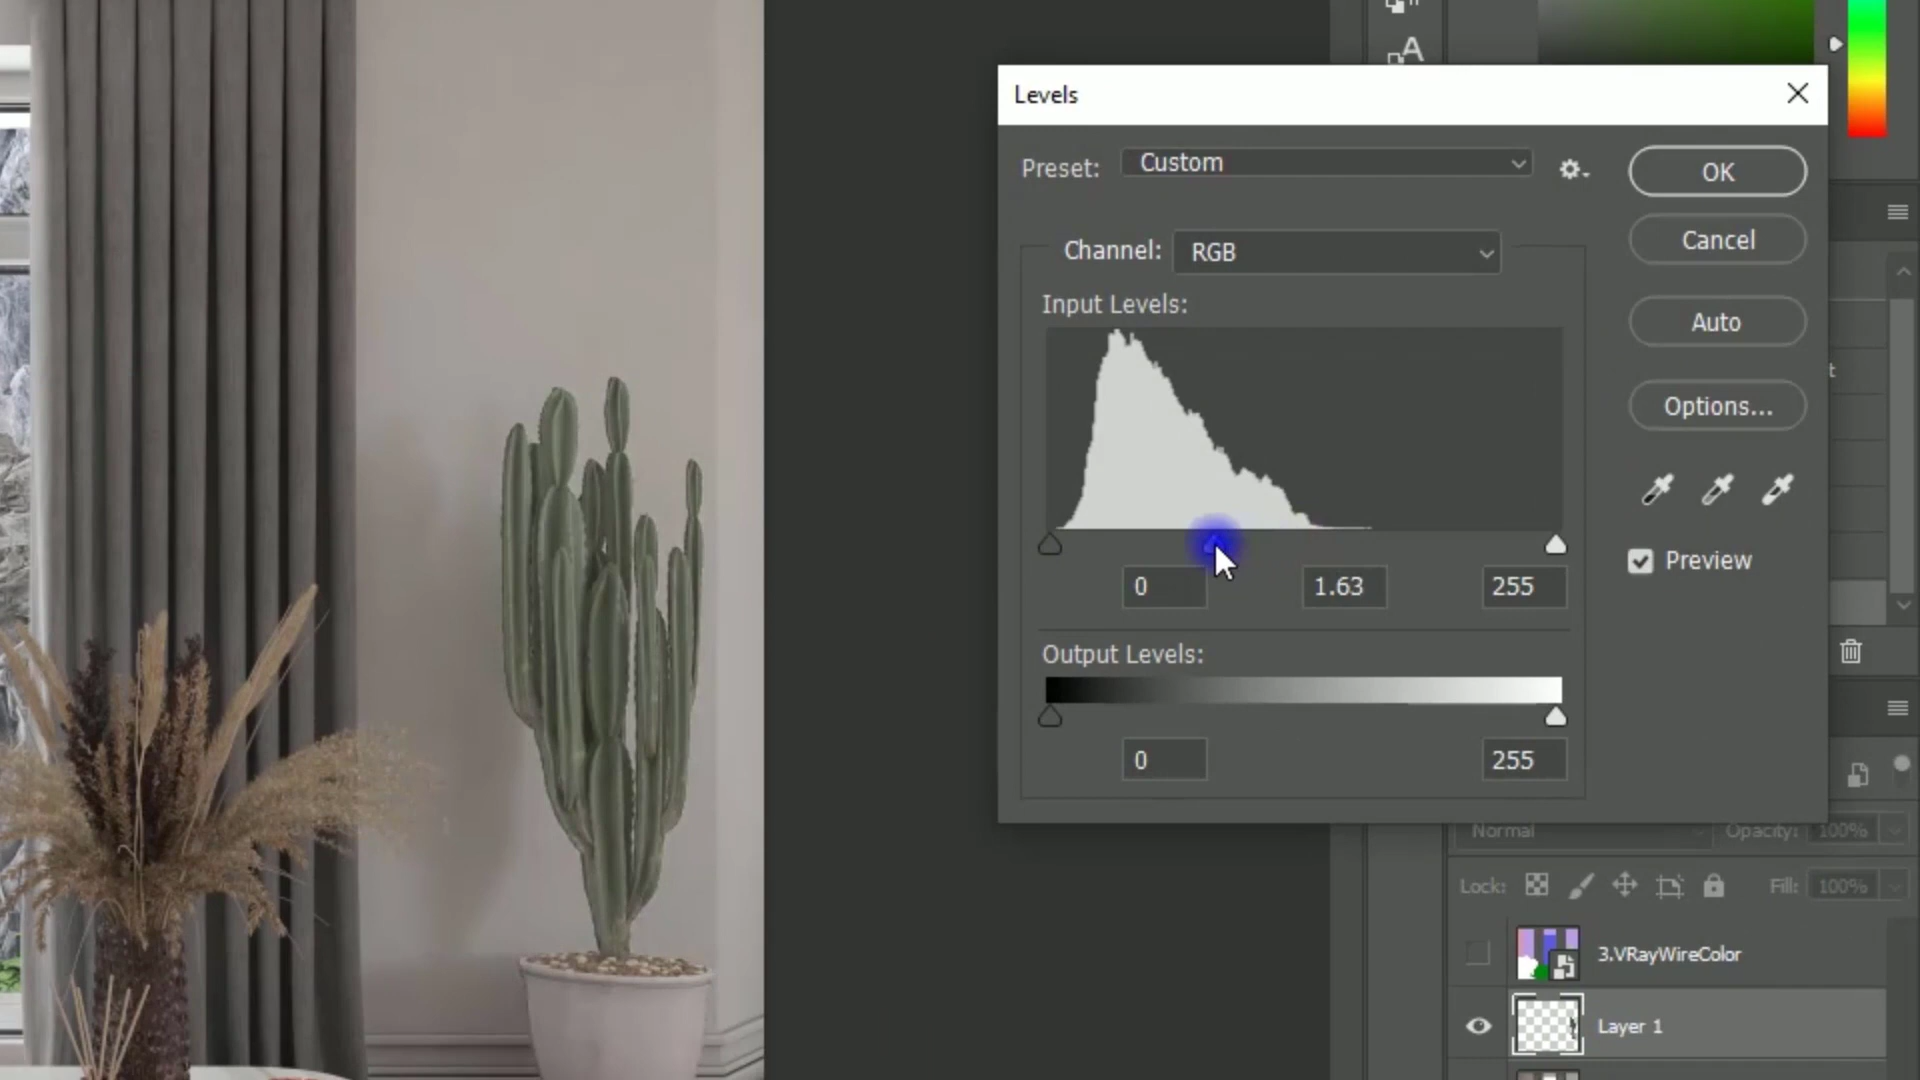 A
Levels
Preset: Custom
OK
Channel: RGB
Cancel
Input Levels:
Auto
t
Options...
Preview
0 1.63 255
Output Levels:
0 255
Normal Opacity: 100%
Lock: Fill: 100%
3.VRayWireColor
Layer 1